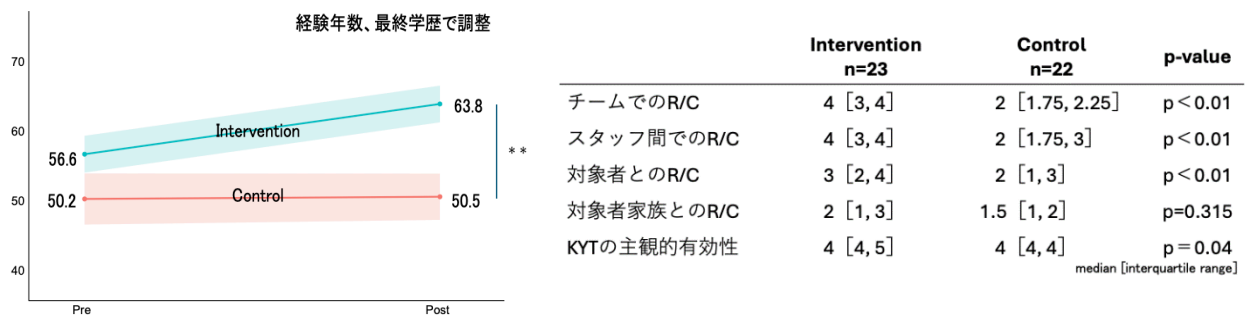 経験年数、最終学歴で調整
70
60
50
40
56.6
Intervention
63.8
**
50.2
Control
50.5
Pre Post
Intervention n=23 Control n=22 p-value
チームでのR/C 4［3, 4］ 2［1.75, 2.25］ p＜0.01
スタッフ間でのR/C 4［3, 4］ 2［1.75, 3］ p＜0.01
対象者とのR/C 3［2, 4］ 2［1, 3］ p＜0.01
対象者家族とのR/C 2［1, 3］ 1.5［1, 2］ p=0.315
KYTの主観的有効性 4［4, 5］ 4［4, 4］ p＝0.04
median [interquartile range]